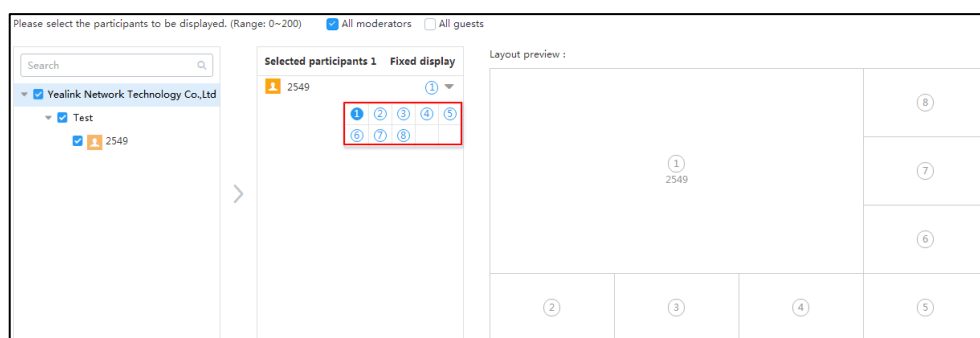 Please select the participants to be displayed. (Range: 0~200) All moderators All guests
Search
Yealink Network Technology Co.,Ltd
Test
2549
Selected participants 1 Fixed display
2549 1
1 2 3 4 5
6 7 8
Layout preview :
1
2549
8
7
6
2 3 4 5